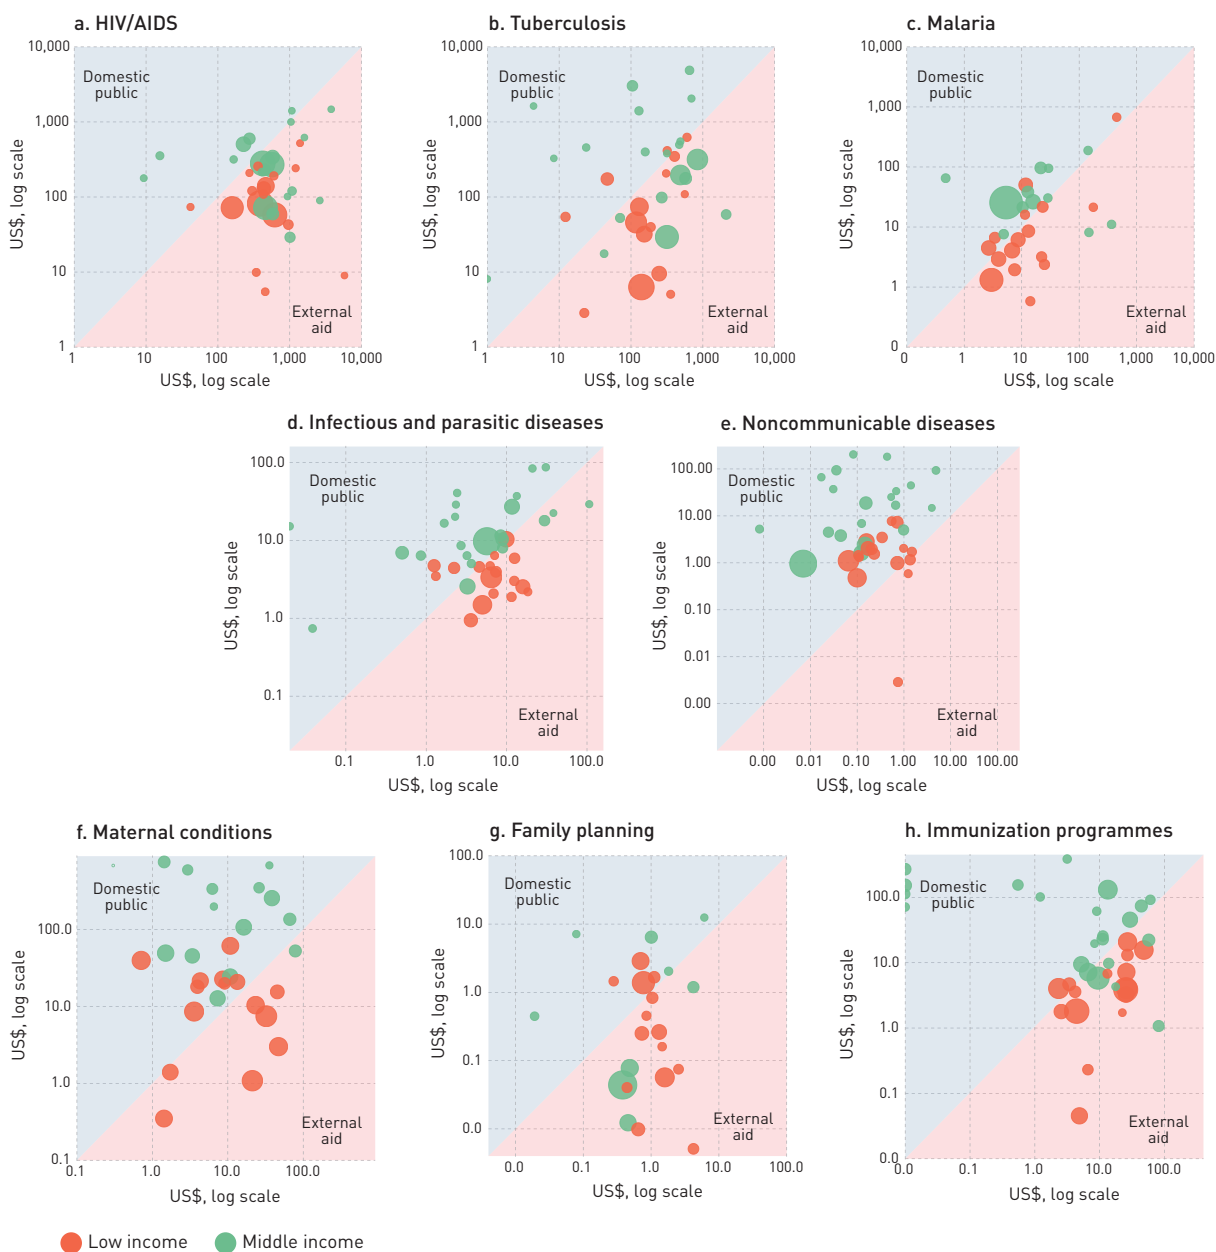 a. HIV/AIDS
10,000
1,000
100
10
1
US$, log scale
Domestic
public
External
aid
1
10
100
1,000
10,000
US$, log scale
b. Tuberculosis
10,000
1,000
100
10
1
US$, log scale
Domestic
public
External
aid
1
10
100
1,000
10,000
US$, log scale
c. Malaria
10,000
1,000
100
10
1
0
US$, log scale
Domestic
public
External
aid
0
1
10
100
1,000
10,000
US$, log scale
d. Infectious and parasitic diseases
100.0
10.0
1.0
0.1
US$, log scale
Domestic
public
External
aid
0.1
1.0
10.0
100.0
US$, log scale
e. Noncommunicable diseases
100.00
10.00
1.00
0.10
0.01
0.00
US$, log scale
Domestic
public
External
aid
0.00
0.01
0.10
1.00
10.00
100.00
US$, log scale
f. Maternal conditions
100.0
10.0
1.0
0.1
US$, log scale
Domestic
public
External
aid
0.1
1.0
10.0
100.0
US$, log scale
g. Family planning
100.0
10.0
1.0
0.1
0.0
US$, log scale
Domestic
public
External
aid
0.0
0.1
1.0
10.0
100.0
US$, log scale
h. Immunization programmes
100.0
10.0
1.0
0.1
0.0
US$, log scale
Domestic
public
External
aid
0.0
0.1
1.0
10.0
100.0
US$, log scale
Low income
Middle income